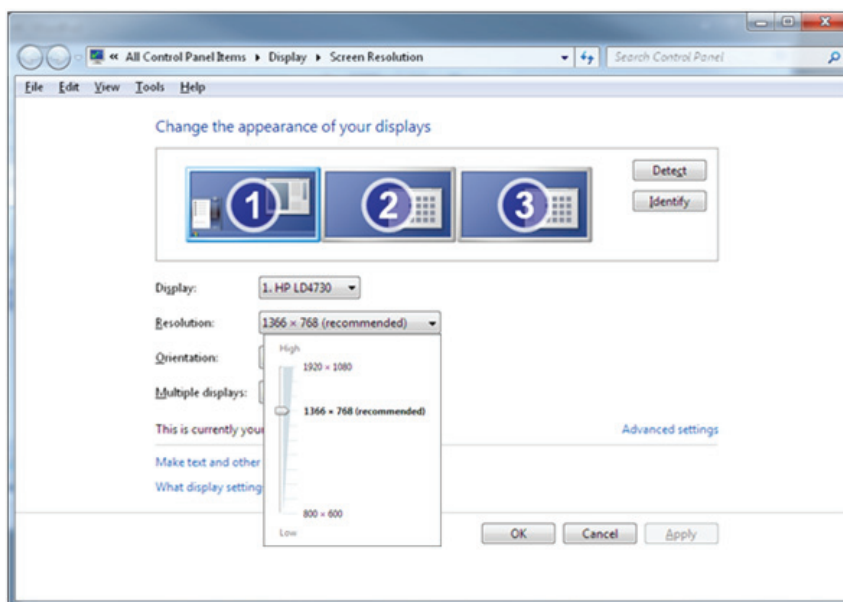 « All Control Panel Items ▸ Display ▸ Screen Resolution
Search Control Panel
File Edit View Tools Help
Change the appearance of your displays
1 2 3
Detect
Identify
Display: 1. HP LD4730
Resolution: 1366 × 768 (recommended)
High
1920 × 1080
Orientation:
Multiple displays:
1366 × 768 (recommended)
This is currently your
Advanced settings
Make text and other
What display setting
800 × 600
Low
OK Cancel Apply